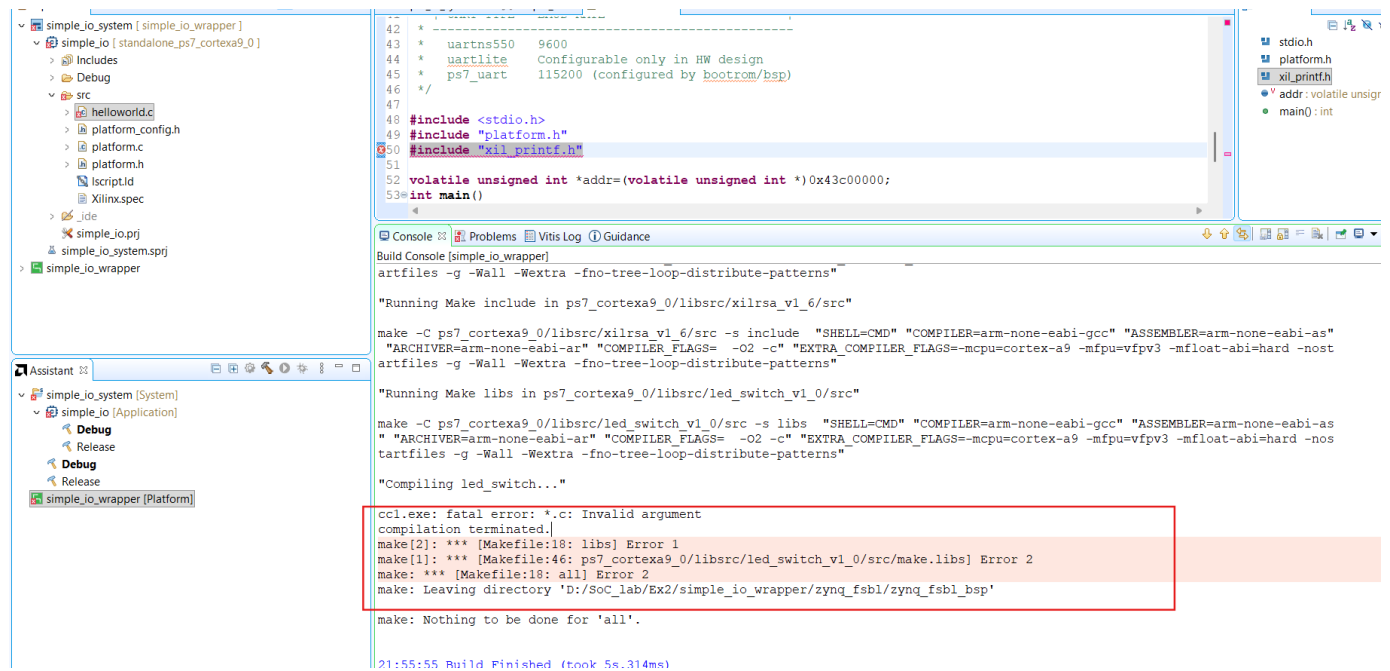 simple_io_system [ simple_io_wrapper ]
simple_io [ standalone_ps7_cortexa9_0 ]
Includes
Debug
src
helloworld.c
platform_config.h
platform.c
platform.h
lscript.ld
Xilinx.spec
_ide
simple_io.prj
simple_io_system.sprj
simple_io_wrapper
Assistant
simple_io_system [System]
simple_io [Application]
Debug
Release
Debug
Release
simple_io_wrapper [Platform]
42 * ------------------------------------------------
43 * uartns550 9600
44 * uartlite Configurable only in HW design
45 * ps7_uart 115200 (configured by bootrom/bsp)
46 */
47
48 #include <stdio.h>
49 #include "platform.h"
50 #include "xil_printf.h"
51
52 volatile unsigned int *addr=(volatile unsigned int *)0x43c00000;
53 int main()
stdio.h
platform.h
xil_printf.h
addr : volatile unsign
main() : int
Console Problems Vitis Log Guidance
Build Console [simple_io_wrapper]
artfiles -g -Wall -Wextra -fno-tree-loop-distribute-patterns"
"Running Make include in ps7_cortexa9_0/libsrc/xilrsa_v1_6/src"
make -C ps7_cortexa9_0/libsrc/xilrsa_v1_6/src -s include "SHELL=CMD" "COMPILER=arm-none-eabi-gcc" "ASSEMBLER=arm-none-eabi-as"
"ARCHIVER=arm-none-eabi-ar" "COMPILER_FLAGS= -O2 -c" "EXTRA_COMPILER_FLAGS=-mcpu=cortex-a9 -mfpu=vfpv3 -mfloat-abi=hard -nost
artfiles -g -Wall -Wextra -fno-tree-loop-distribute-patterns"
"Running Make libs in ps7_cortexa9_0/libsrc/led_switch_v1_0/src"
make -C ps7_cortexa9_0/libsrc/led_switch_v1_0/src -s libs "SHELL=CMD" "COMPILER=arm-none-eabi-gcc" "ASSEMBLER=arm-none-eabi-as
" "ARCHIVER=arm-none-eabi-ar" "COMPILER_FLAGS= -O2 -c" "EXTRA_COMPILER_FLAGS=-mcpu=cortex-a9 -mfpu=vfpv3 -mfloat-abi=hard -nos
tartfiles -g -Wall -Wextra -fno-tree-loop-distribute-patterns"
"Compiling led_switch..."
cc1.exe: fatal error: *.c: Invalid argument
compilation terminated.
make[2]: *** [Makefile:18: libs] Error 1
make[1]: *** [Makefile:46: ps7_cortexa9_0/libsrc/led_switch_v1_0/src/make.libs] Error 2
make: *** [Makefile:18: all] Error 2
make: Leaving directory 'D:/SoC_lab/Ex2/simple_io_wrapper/zynq_fsbl/zynq_fsbl_bsp'
make: Nothing to be done for 'all'.
21:55:55 Build Finished (took 5s.314ms)